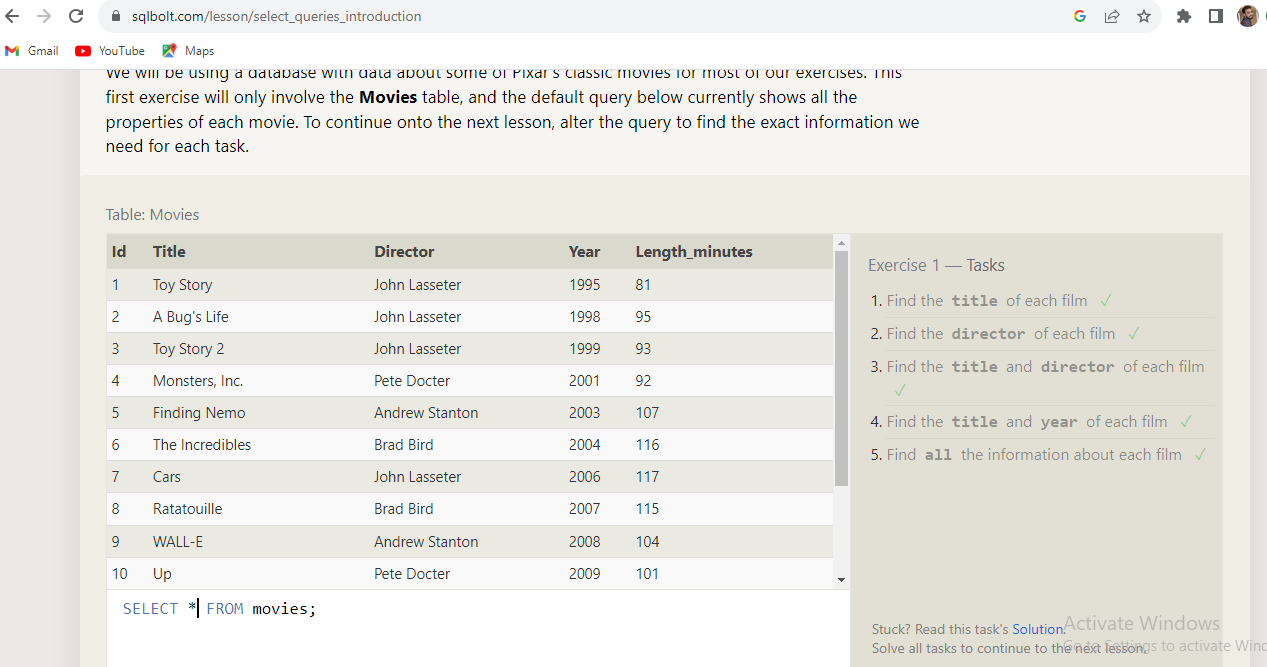 sqlbolt.com/lesson/select_queries_introduction
Gmail YouTube Maps
We will be using a database with data about some of Pixar's classic movies for most of our exercises. This
first exercise will only involve the Movies table, and the default query below currently shows all the
properties of each movie. To continue onto the next lesson, alter the query to find the exact information we
need for each task.
Table: Movies
Id Title Director Year Length_minutes
1 Toy Story John Lasseter 1995 81
2 A Bug's Life John Lasseter 1998 95
3 Toy Story 2 John Lasseter 1999 93
4 Monsters, Inc. Pete Docter 2001 92
5 Finding Nemo Andrew Stanton 2003 107
6 The Incredibles Brad Bird 2004 116
7 Cars John Lasseter 2006 117
8 Ratatouille Brad Bird 2007 115
9 WALL-E Andrew Stanton 2008 104
10 Up Pete Docter 2009 101
SELECT * FROM movies;
Exercise 1 — Tasks
1. Find the title of each film ✓
2. Find the director of each film ✓
3. Find the title and director of each film
✓
4. Find the title and year of each film ✓
5. Find all the information about each film ✓
Stuck? Read this task's Solution.
Solve all tasks to continue to the next lesson.
Activate Windows
Go to Settings to activate Wind